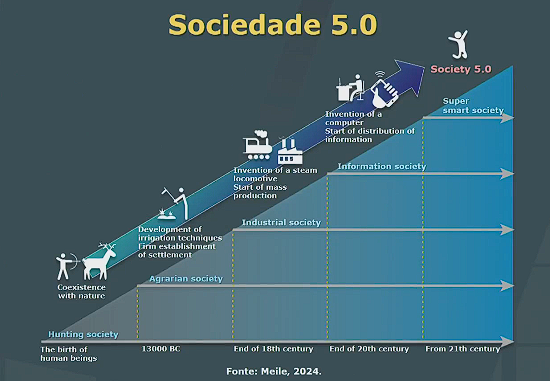 Sociedade 5.0
Society 5.0
Super
smart society
Invention of a
computer
Start of distribution of
information
Information society
Invention of a steam
locomotive
Start of mass
production
Industrial society
Development of
irrigation techniques
Firm establishment
of settlement
Agrarian society
Coexistence
with nature
Hunting society
The birth of
human beings
13000 BC
End of 18th century
End of 20th century
From 21th century
Fonte: Meile, 2024.